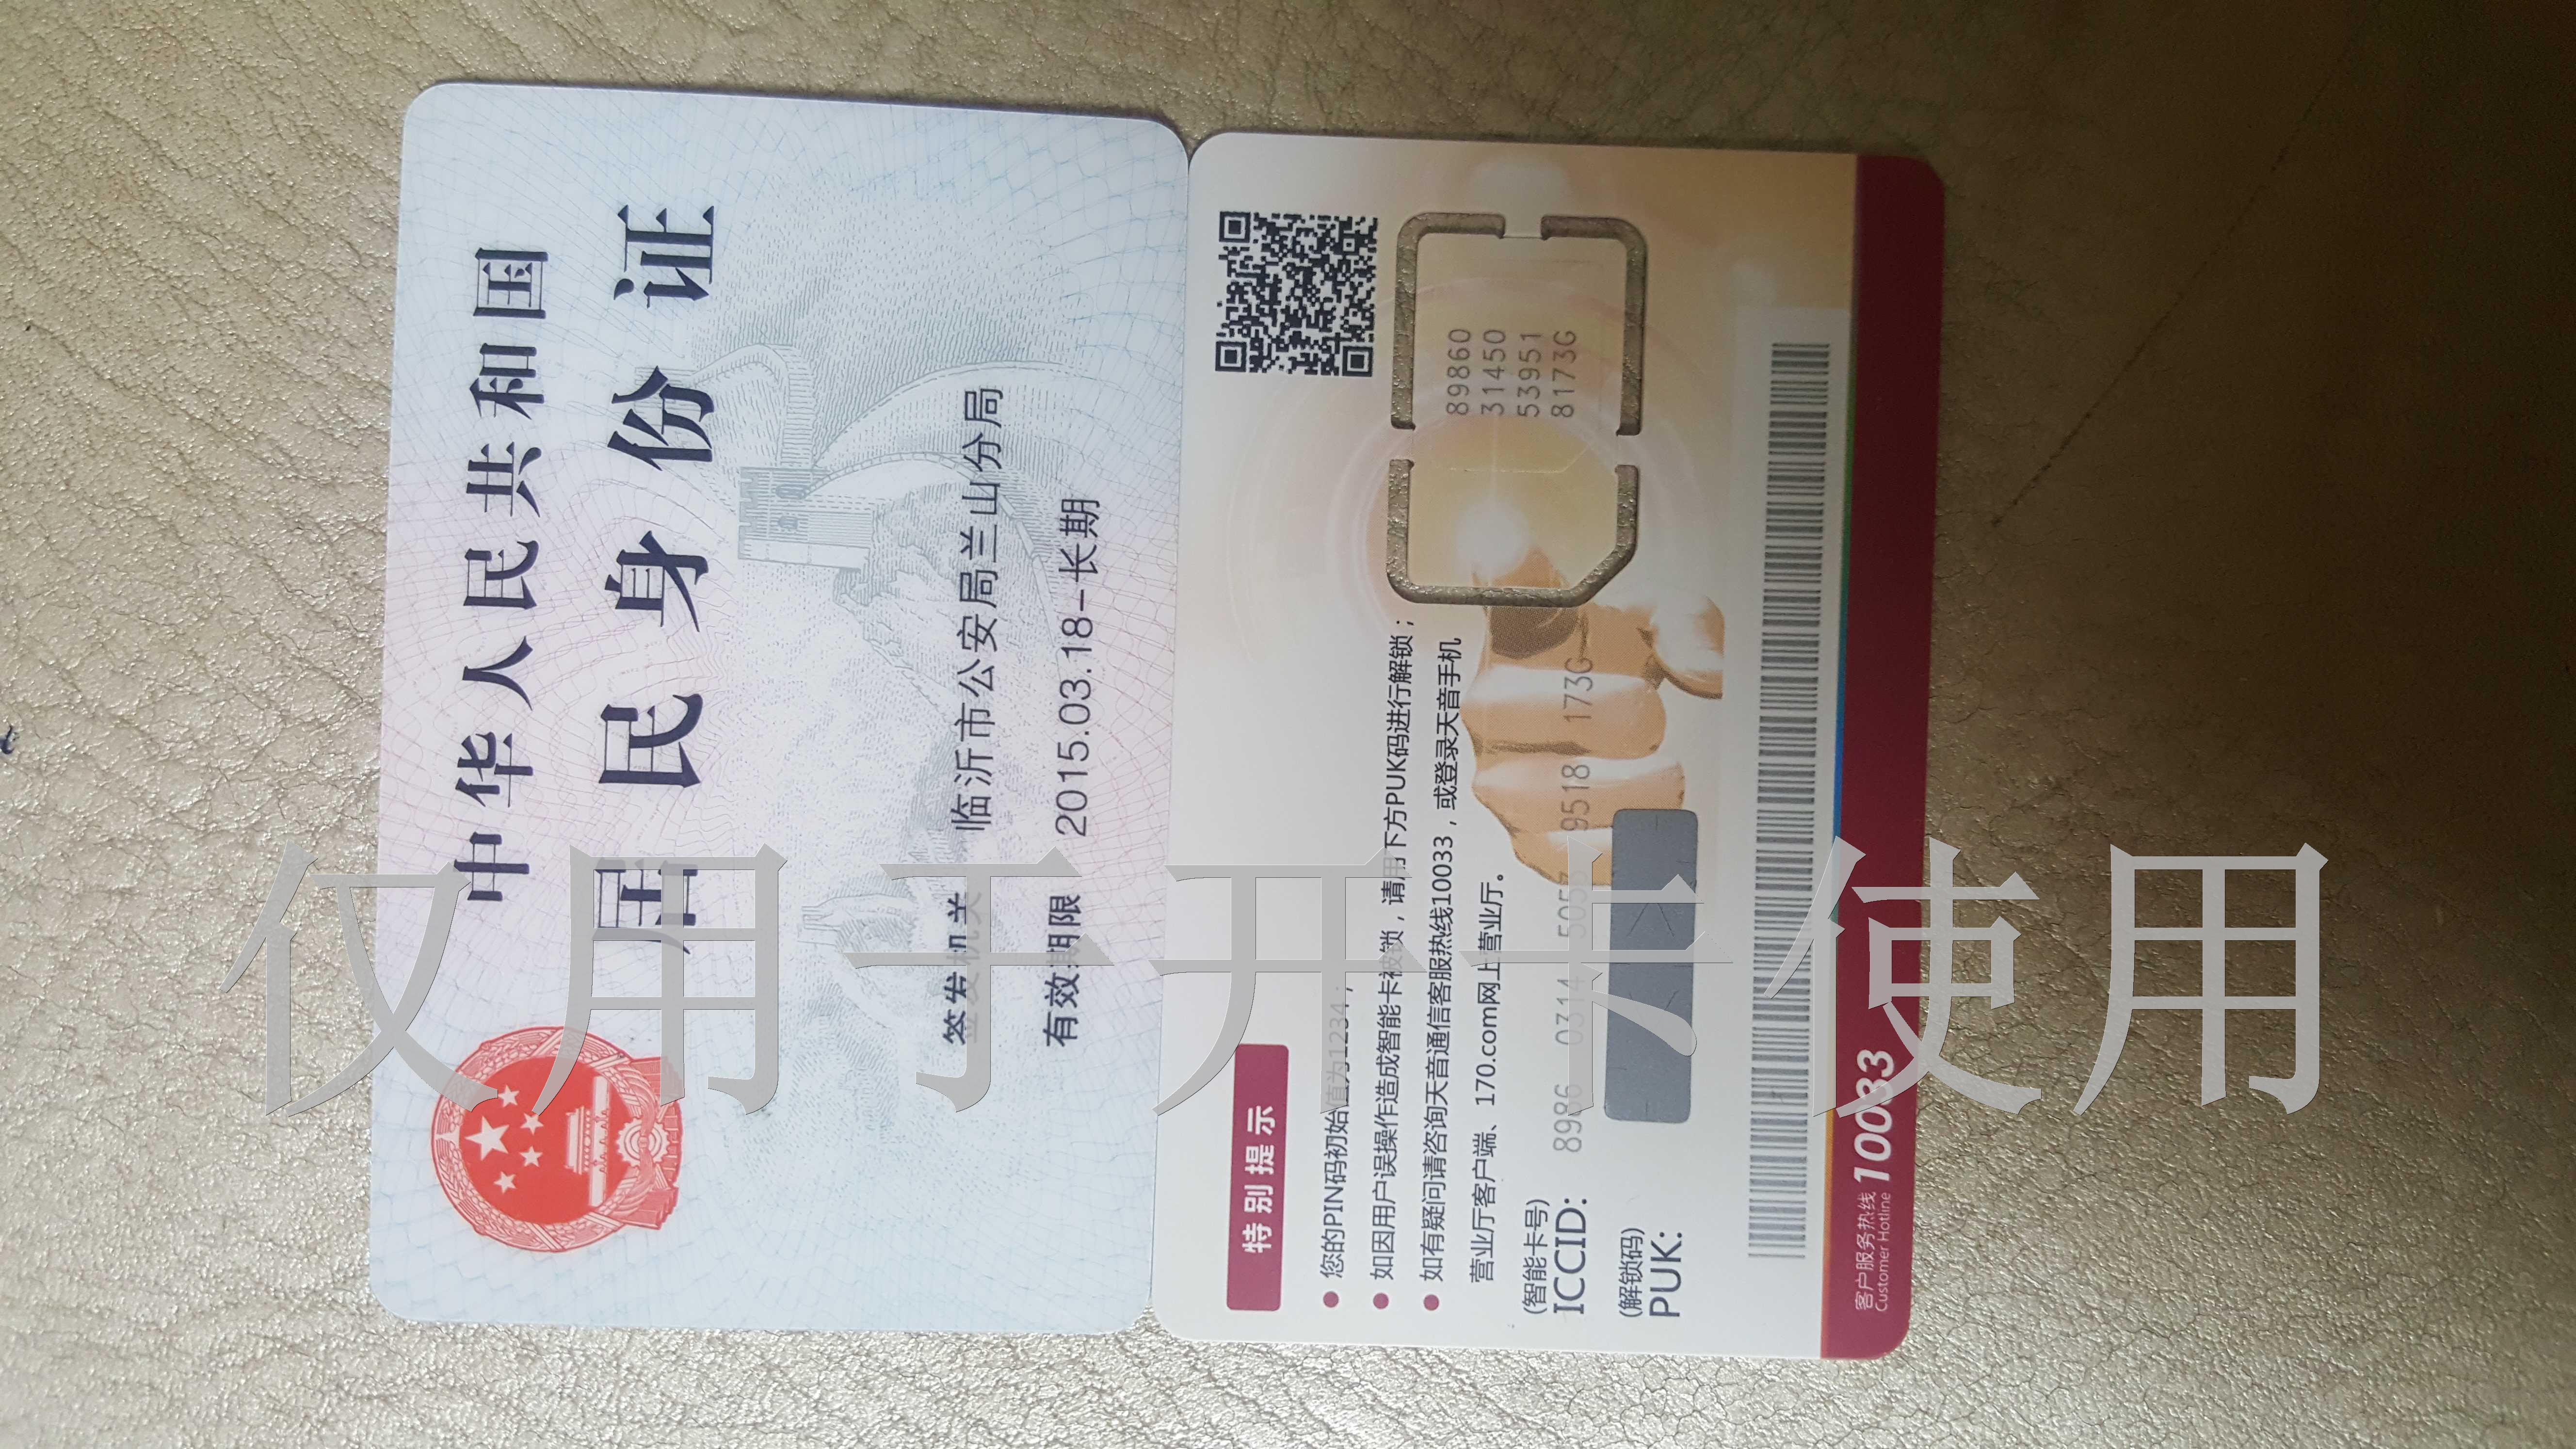 中华人民共和国
居民身份证
签发机关 临沂市公安局兰山分局
有效期限 2015.03.18-长期
特别提示
您的PIN码初始值为1234；
如因用户误操作造成智能卡被锁，请用下方PUK码进行解锁；
如有疑问请咨询天音通信客服热线10033，或登录天音手机
营业厅客户端、170.com网上营业厅。
(智能卡号)
ICCID: 8986 0314 5053 9518 173G
(解锁码)
PUK:
89860
31450
53951
8173G
客户服务热线 10033
Customer Hotline
仅用于开卡使用